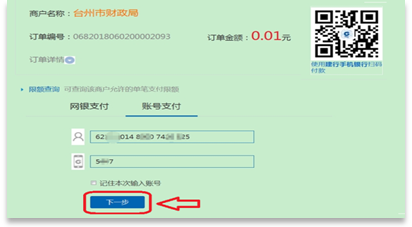 商户名称：台州市财政局
订单编号：0682018060200002093
订单金额：0.01元
订单详情
使用建行手机银行扫码
付款
限额查询 可查询该商户允许的单笔支付限额
网银支付 账号支付
记住本次输入账号
下一步